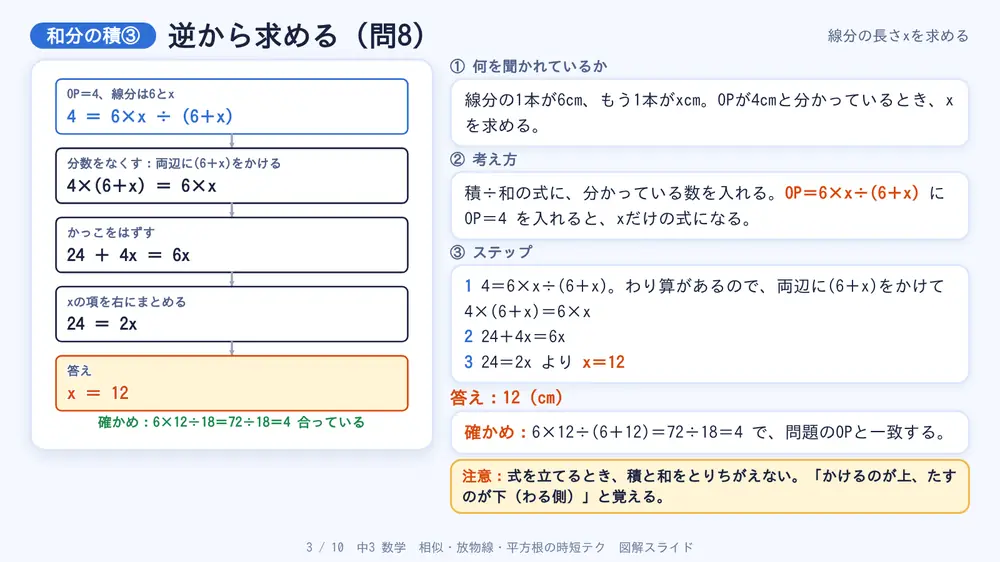 和分の積③ 逆から求める（問8）
線分の長さxを求める
OP＝4、線分は6とx
4 ＝ 6×x ÷ (6＋x)
分数をなくす：両辺に(6＋x)をかける
4×(6＋x) ＝ 6×x
かっこをはずす
24 ＋ 4x ＝ 6x
xの項を右にまとめる
24 ＝ 2x
答え
x ＝ 12
確かめ：6×12÷18＝72÷18＝4 合っている
① 何を聞かれているか
線分の1本が6cm、もう1本がxcm。OPが4cmと分かっているとき、x
を求める。
② 考え方
積÷和の式に、分かっている数を入れる。OP＝6×x÷(6＋x) に
OP＝4 を入れると、xだけの式になる。
③ ステップ
1 4＝6×x÷(6＋x)。わり算があるので、両辺に(6＋x)をかけて
4×(6＋x)＝6×x
2 24＋4x＝6x
3 24＝2x より x＝12
答え：12（cm）
確かめ：6×12÷(6＋12)＝72÷18＝4 で、問題のOPと一致する。
注意：式を立てるとき、積と和をとりちがえない。「かけるのが上、たす
のが下（わる側）」と覚える。
3 / 10 中3 数学 相似・放物線・平方根の時短テク 図解スライド